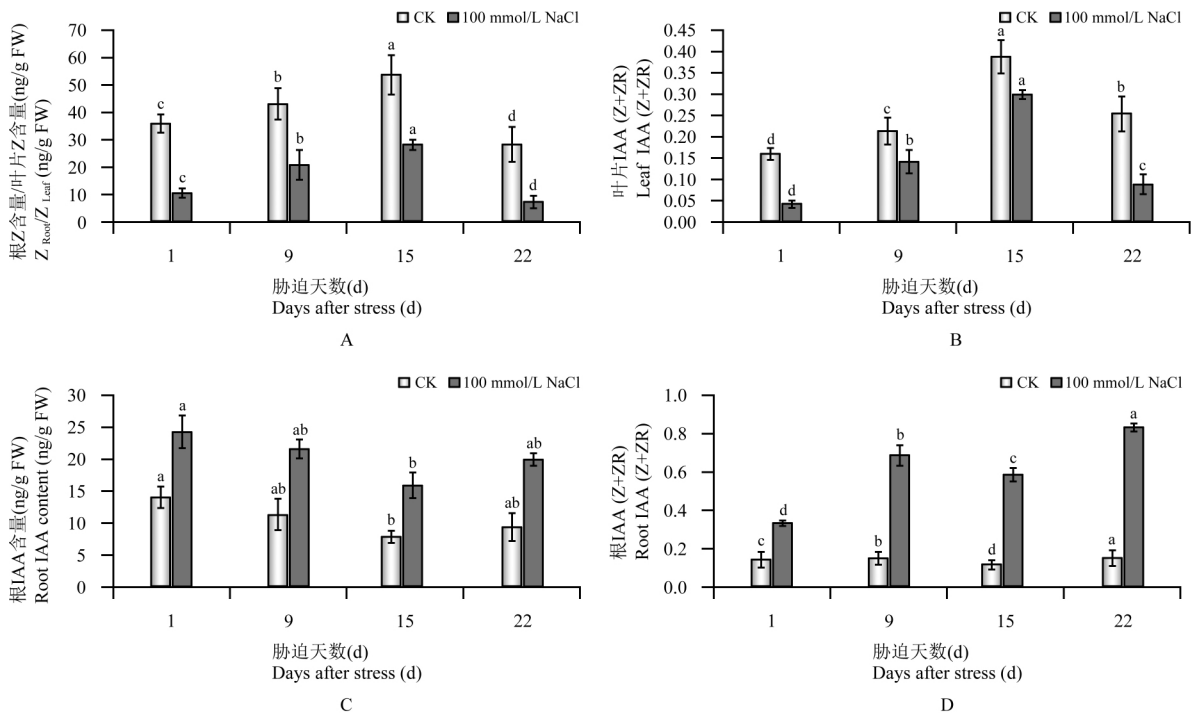 CK 100 mmol/L NaCl
根Z含量/叶片Z含量(ng/g FW)
Z Root/Z Leaf (ng/g FW)
70
60
50
40
30
20
10
0
c
c
b
b
a
a
d
d
1 9 15 22
胁迫天数(d)
Days after stress (d)
A
CK 100 mmol/L NaCl
叶片IAA (Z+ZR)
Leaf IAA (Z+ZR)
0.45
0.40
0.35
0.30
0.25
0.20
0.15
0.10
0.05
0.00
d
d
c
b
a
a
b
c
1 9 15 22
胁迫天数(d)
Days after stress (d)
B
CK 100 mmol/L NaCl
根IAA含量(ng/g FW)
Root IAA content (ng/g FW)
30
25
20
15
10
5
0
a
a
ab
ab
b
b
ab
ab
1 9 15 22
胁迫天数(d)
Days after stress (d)
C
CK 100 mmol/L NaCl
根IAA (Z+ZR)
Root IAA (Z+ZR)
1.0
0.8
0.6
0.4
0.2
0.0
c
d
b
b
d
c
a
a
1 9 15 22
胁迫天数(d)
Days after stress (d)
D